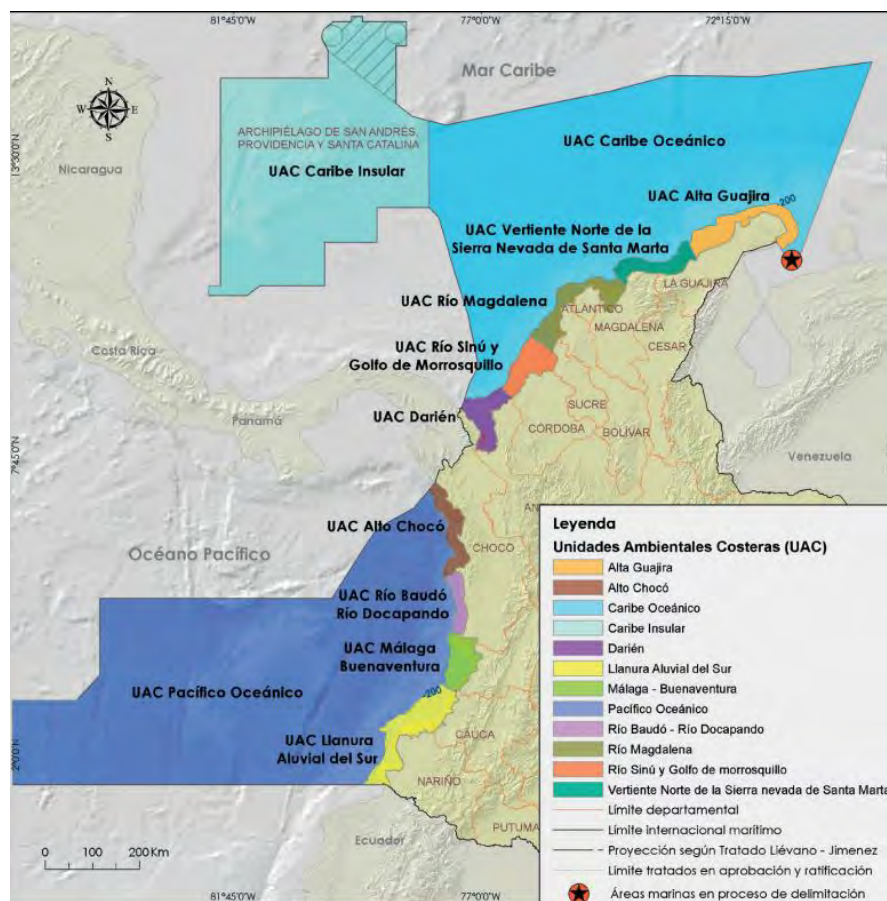 81°45'0"W
77°0'0"W
72°15'0"W
Mar Caribe
N
W
E
S
13°30'0"N
ARCHIPIÉLAGO DE SAN ANDRÉS,
PROVIDENCIA Y SANTA CATALINA
UAC Caribe Insular
UAC Caribe Oceánico
Nicaragua
UAC Alta Guajira
-200
UAC Vertiente Norte de la
Sierra Nevada de Santa Marta
LA GUAJIRA
UAC Río Magdalena
ATLÁNTICO
MAGDALENA
CESAR
Costa Rica
UAC Río Sinú y
Golfo de Morrosquillo
SUCRE
UAC Darién
Panamá
CÓRDOBA
BOLÍVAR
Venezuela
7°45'0"N
AN
UAC Alto Chocó
CHOCO
Océano Pacífico
UAC Río Baudó
Río Docapando
UAC Málaga
Buenaventura
-200
UAC Pacífico Oceánico
CAUCA
UAC Llanura
Aluvial del Sur
2°0'0"N
NARIÑO
PUTUMA
Ecuador
0 100 200 Km
81°45'0"W
77°0'0"W
Leyenda
Unidades Ambientales Costeras (UAC)
Alta Guajira
Alto Chocó
Caribe Oceánico
Caribe Insular
Darién
Llanura Aluvial del Sur
Málaga - Buenaventura
Pacífico Oceánico
Río Baudó - Río Docapando
Río Magdalena
Río Sinú y Golfo de morrosquillo
Vertiente Norte de la Sierra nevada de Santa Marta
Límite departamental
Límite internacional marítimo
Proyección según Tratado Liévano - Jimenez
Límite tratados en aprobación y ratificación
Áreas marinas en proceso de delimitación